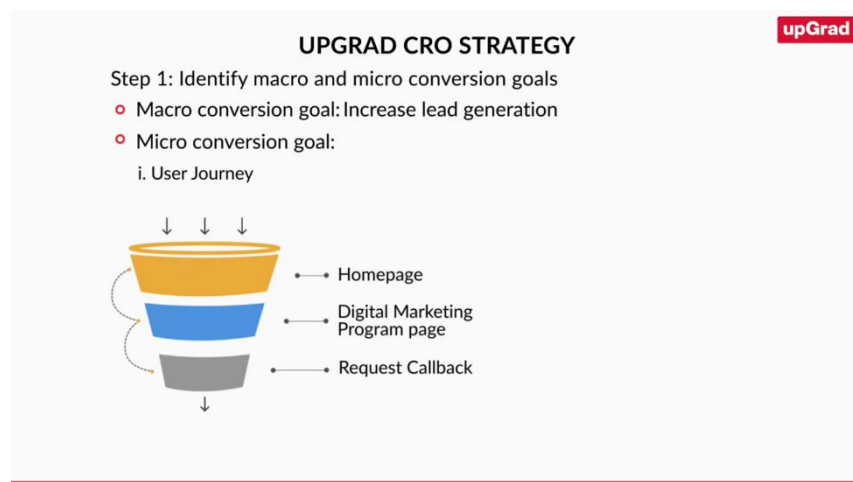 upGrad
UPGRAD CRO STRATEGY
Step 1: Identify macro and micro conversion goals
Macro conversion goal: Increase lead generation
Micro conversion goal:
i. User Journey
Homepage
Digital Marketing
Program page
Request Callback